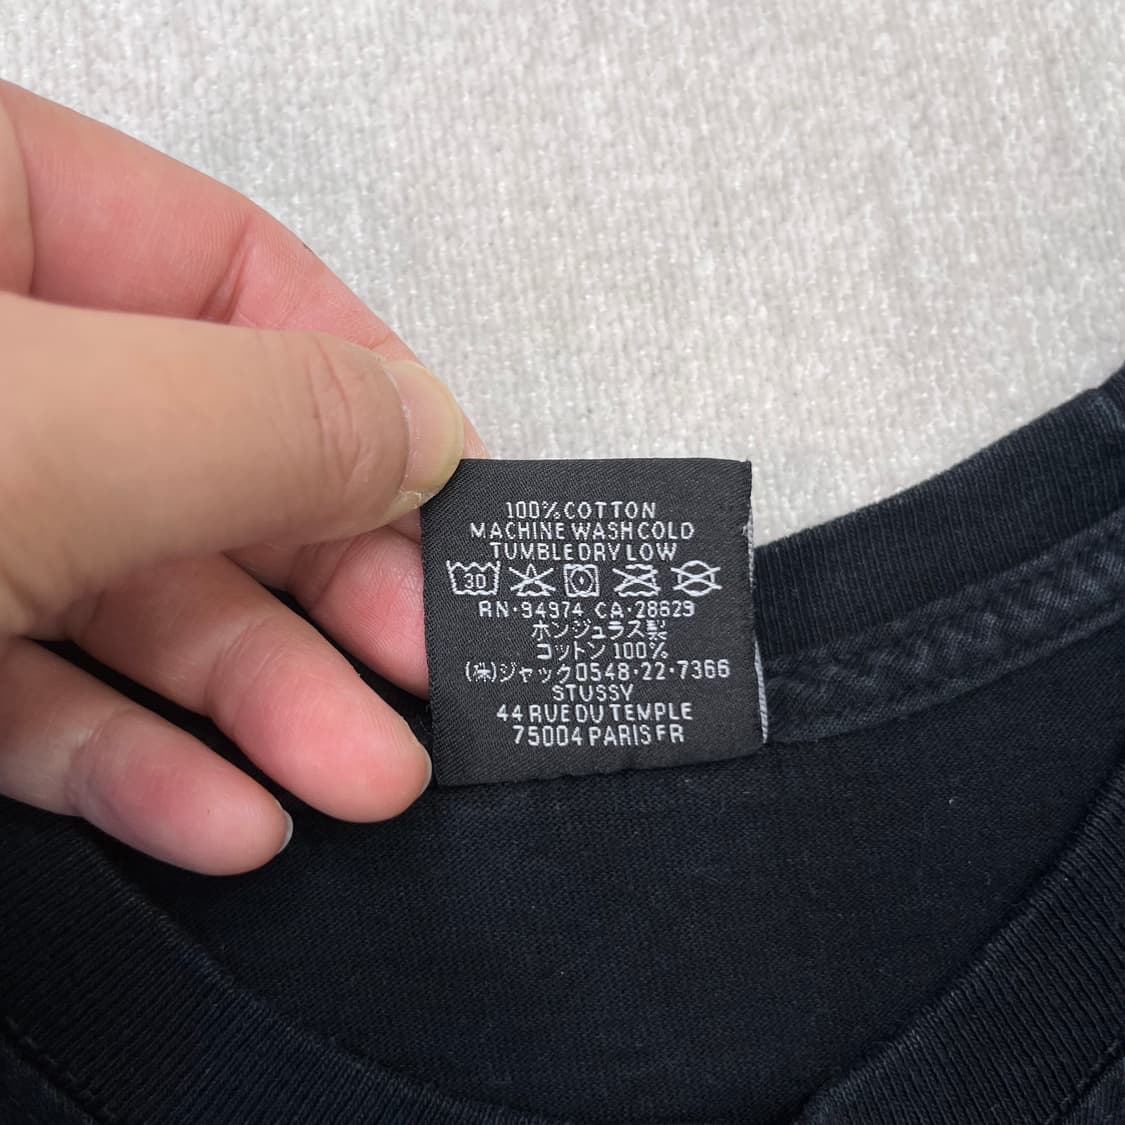 100% COTTON
MACHINE WASH COLD
TUMBLE DRY LOW
30
RN·94974 CA·28629
ホンジュラス製
コットン 100%
(株)ジャック0548·22·7366
STUSSY
44 RUE DU TEMPLE
75004 PARIS FR